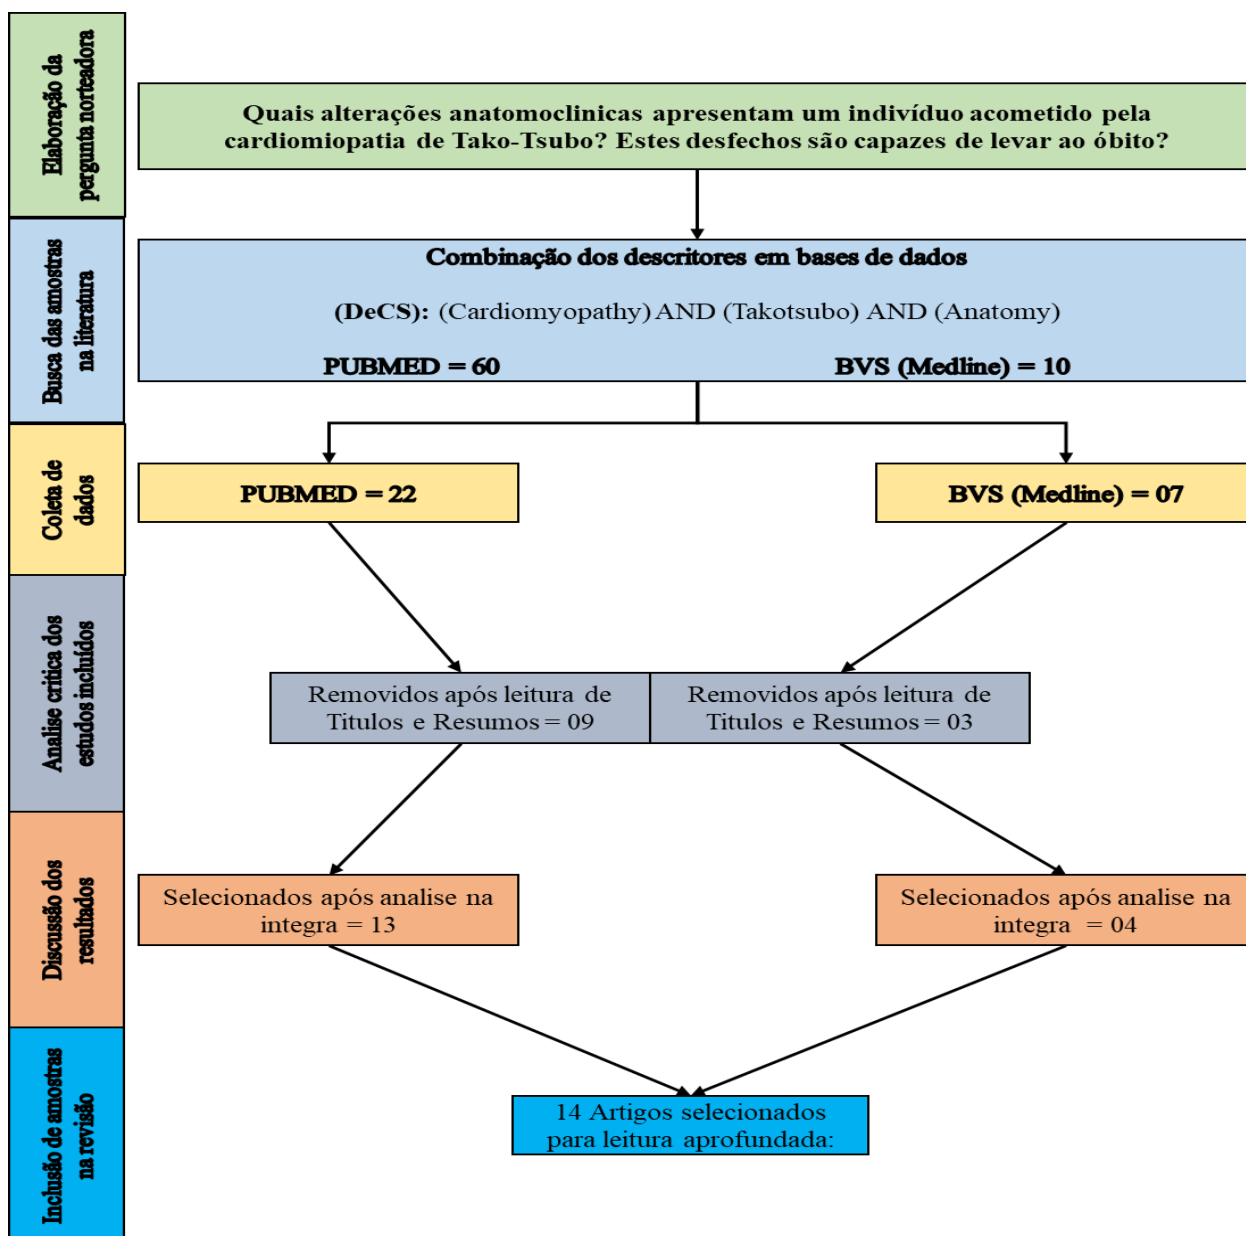 Elaboração da
pergunta norteadora
Quais alterações anatomoclinicas apresentam um indivíduo acometido pela
cardiomiopatia de Tako-Tsubo? Estes desfechos são capazes de levar ao óbito?
Busca das amostras
na literatura
Combinação dos descritores em bases de dados
(DeCS): (Cardiomyopathy) AND (Takotsubo) AND (Anatomy)
PUBMED = 60
BVS (Medline) = 10
Coleta de
dados
PUBMED = 22
BVS (Medline) = 07
Analise critica dos
estudos incluídos
Removidos após leitura de
Titulos e Resumos = 09
Removidos após leitura de
Titulos e Resumos = 03
Discussão dos
resultados
Selecionados após analise na
integra = 13
Selecionados após analise na
integra = 04
Inclusão de amostras
na revisão
14 Artigos selecionados
para leitura aprofundada: